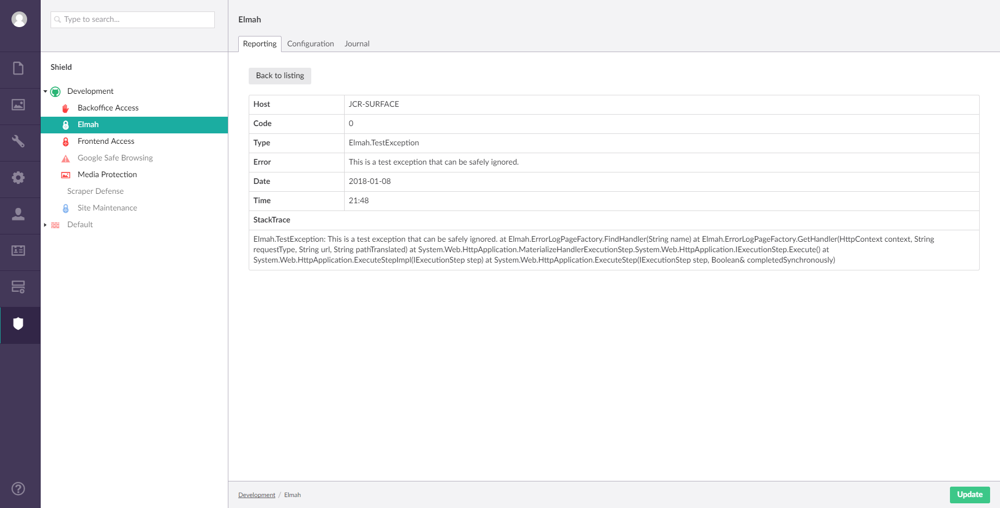 Type to search...
Shield
Development
Backoffice Access
Elmah
Frontend Access
Google Safe Browsing
Media Protection
Scraper Defense
Site Maintenance
Default
Elmah
Reporting Configuration Journal
Back to listing
Host JCR-SURFACE
Code 0
Type Elmah.TestException
Error This is a test exception that can be safely ignored.
Date 2018-01-08
Time 21:48
StackTrace
Elmah.TestException: This is a test exception that can be safely ignored. at Elmah.ErrorLogPageFactory.FindHandler(String name) at Elmah.ErrorLogPageFactory.GetHandler(HttpContext context, String
requestType, String url, String pathTranslated) at System.Web.HttpApplication.MaterializeHandlerExecutionStep.System.Web.HttpApplication.IExecutionStep.Execute() at
System.Web.HttpApplication.ExecuteStepImpl(IExecutionStep step) at System.Web.HttpApplication.ExecuteStep(IExecutionStep step, Boolean& completedSynchronously)
Development / Elmah
Update